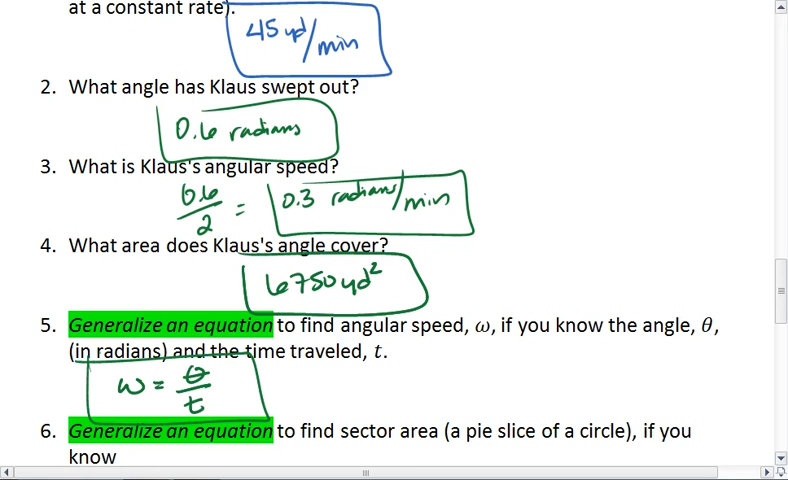 at a constant rate).
45 yd/min
2. What angle has Klaus swept out?
0.6 radians
3. What is Klaus's angular speed?
0.6/2 = 0.3 radians/min
4. What area does Klaus's angle cover?
6750 yd²
5. Generalize an equation to find angular speed, ω, if you know the angle, θ,
(in radians) and the time traveled, t.
ω = θ/t
6. Generalize an equation to find sector area (a pie slice of a circle), if you
know